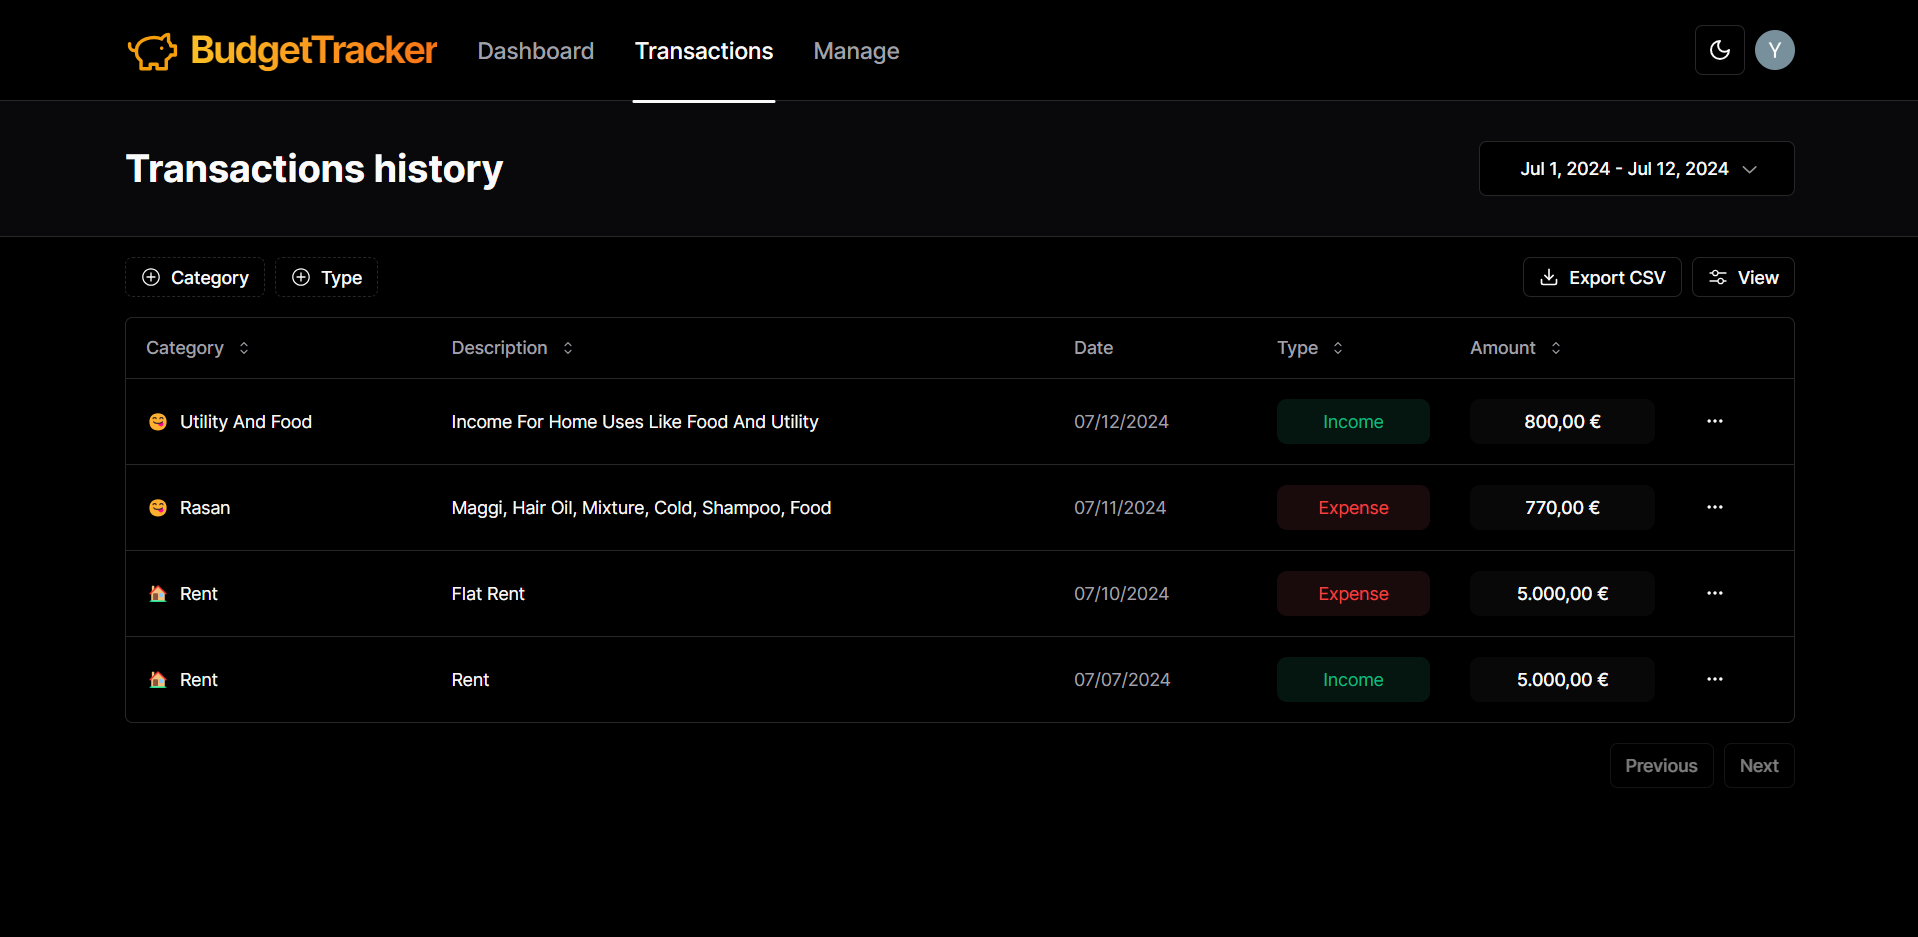 BudgetTracker Dashboard Transactions Manage Y
Transactions history Jul 1, 2024 - Jul 12, 2024
Category Type Export CSV View
Category Description Date Type Amount
Utility And Food Income For Home Uses Like Food And Utility 07/12/2024 Income 800,00 €
Rasan Maggi, Hair Oil, Mixture, Cold, Shampoo, Food 07/11/2024 Expense 770,00 €
Rent Flat Rent 07/10/2024 Expense 5.000,00 €
Rent Rent 07/07/2024 Income 5.000,00 €
Previous Next